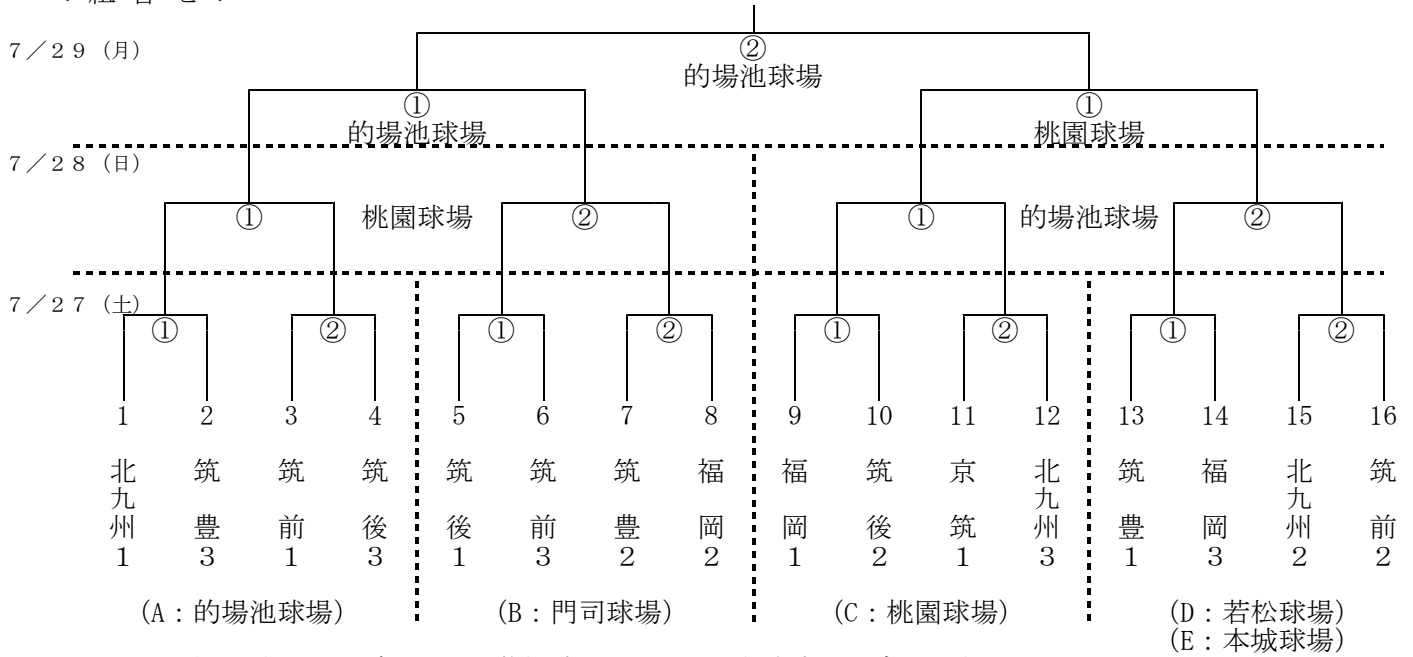 7／29 (月)
②
的場池球場
①
的場池球場
①
桃園球場
7／28 (日)
①
桃園球場
②
①
的場池球場
②
7／27 (土)
① ② ① ② ① ② ① ②
1 2 3 4 5 6 7 8 9 10 11 12 13 14 15 16
北九州1
筑豊3
筑前1
筑後3
筑後1
筑前3
筑豊2
福岡2
福岡1
筑後2
京筑1
北九州3
筑豊1
福岡3
北九州2
筑前2
(A：的場池球場) (B：門司球場) (C：桃園球場) (D：若松球場)
(E：本城球場)